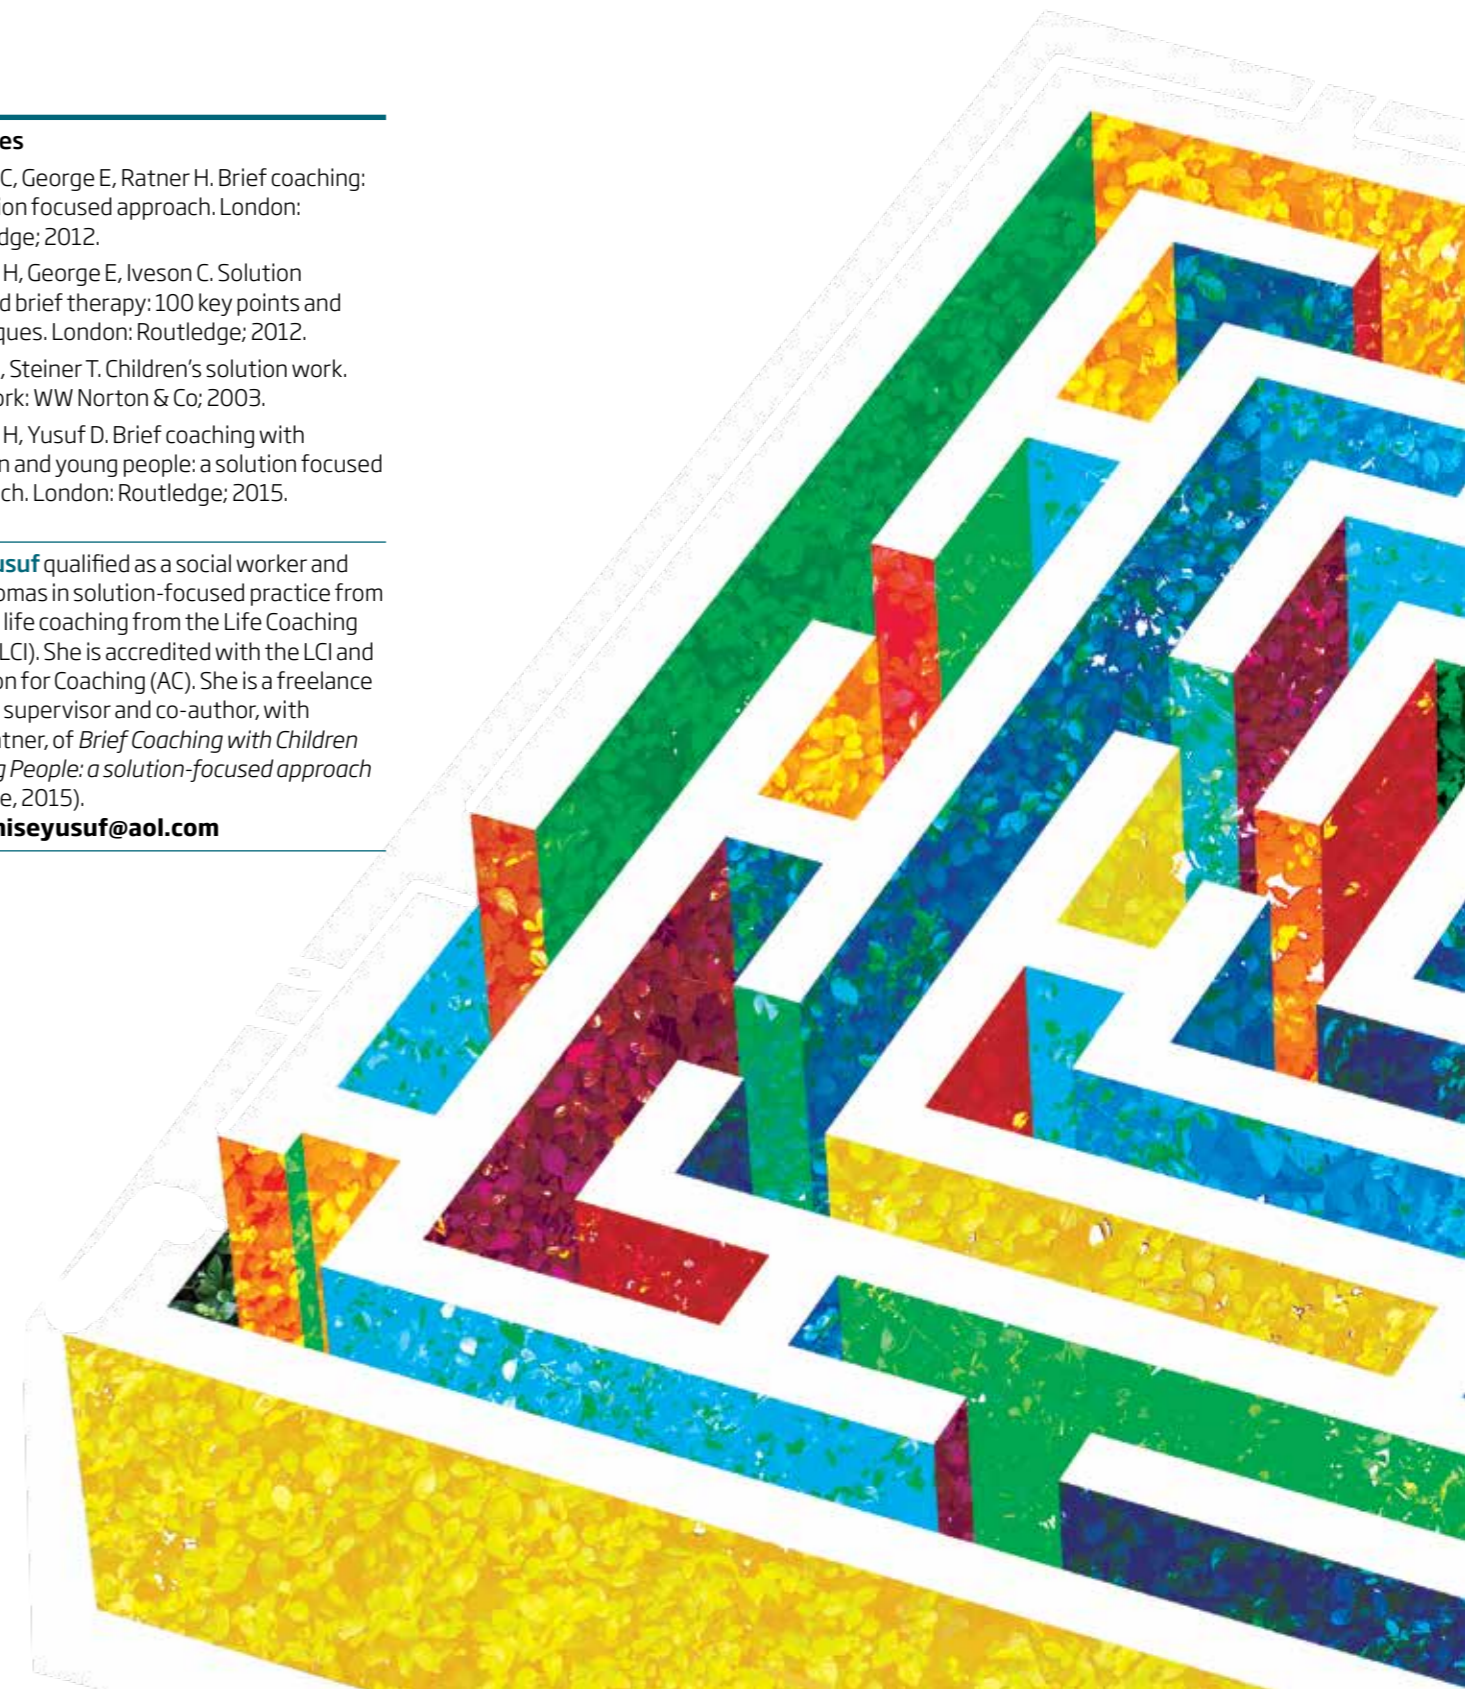 es
C, George E, Ratner H. Brief coaching:
ion focused approach. London:
dge; 2012.
H, George E, Iveson C. Solution
d brief therapy: 100 key points and
ques. London: Routledge; 2012.
, Steiner T. Children’s solution work.
ork: WW Norton & Co; 2003.
H, Yusuf D. Brief coaching with
n and young people: a solution focused
ch. London: Routledge; 2015.
usuf qualified as a social worker and
omas in solution-focused practice from
life coaching from the Life Coaching
LCI). She is accredited with the LCI and
on for Coaching (AC). She is a freelance
supervisor and co-author, with
tner, of Brief Coaching with Children
g People: a solution-focused approach
e, 2015).
niseyusuf@aol.com